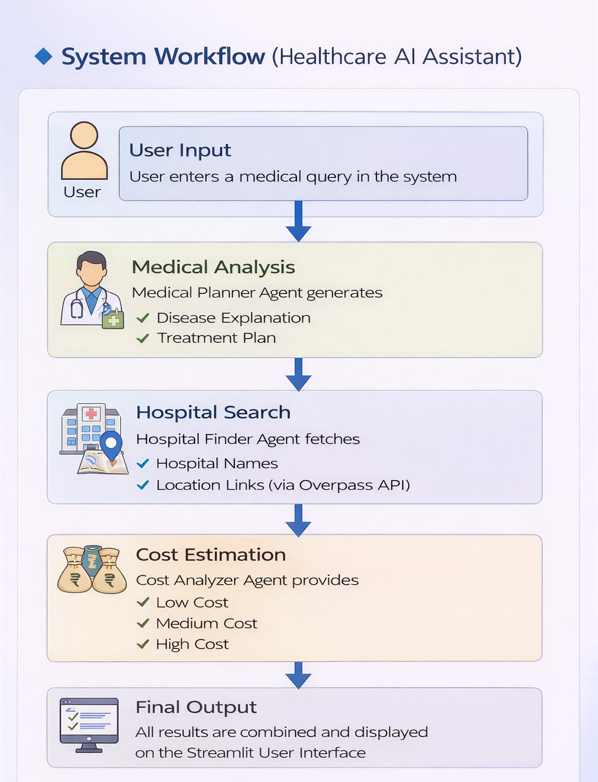 System Workflow (Healthcare AI Assistant)
User
User Input
User enters a medical query in the system
Medical Analysis
Medical Planner Agent generates
✓ Disease Explanation
✓ Treatment Plan
Hospital Search
Hospital Finder Agent fetches
✓ Hospital Names
✓ Location Links (via Overpass API)
₹ ₹ ₹
Cost Estimation
Cost Analyzer Agent provides
✓ Low Cost
✓ Medium Cost
✓ High Cost
Final Output
All results are combined and displayed
on the Streamlit User Interface